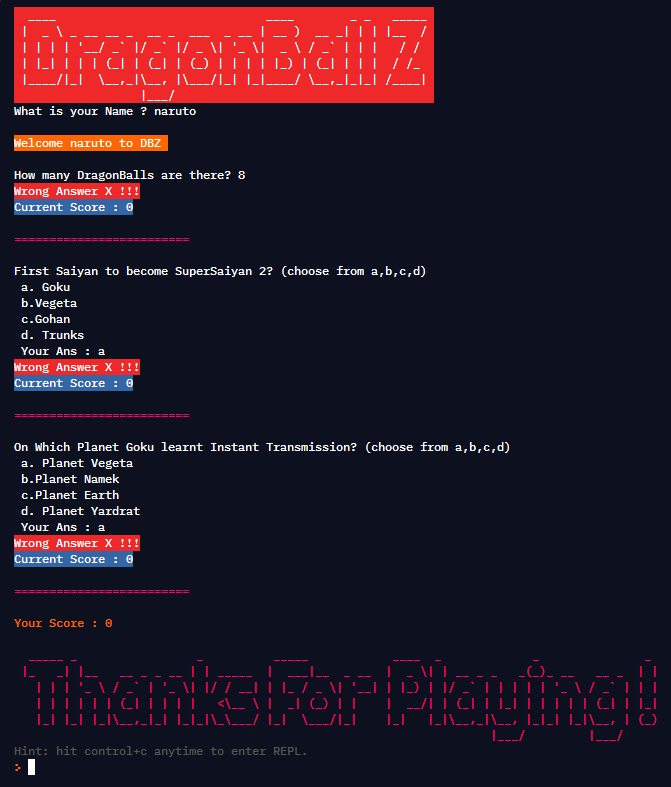 DragonBallZ
What is your Name ? naruto
Welcome naruto to DBZ
How many DragonBalls are there? 8
Wrong Answer X !!!
Current Score : 0
=========================
First Saiyan to become SuperSaiyan 2? (choose from a,b,c,d)
a. Goku
b.Vegeta
c.Gohan
d. Trunks
Your Ans : a
Wrong Answer X !!!
Current Score : 0
=========================
On Which Planet Goku learnt Instant Transmission? (choose from a,b,c,d)
a. Planet Vegeta
b.Planet Namek
c.Planet Earth
d. Planet Yardrat
Your Ans : a
Wrong Answer X !!!
Current Score : 0
=========================
Your Score : 0
Thanks For Playing!
Hint: hit control+c anytime to enter REPL.
>